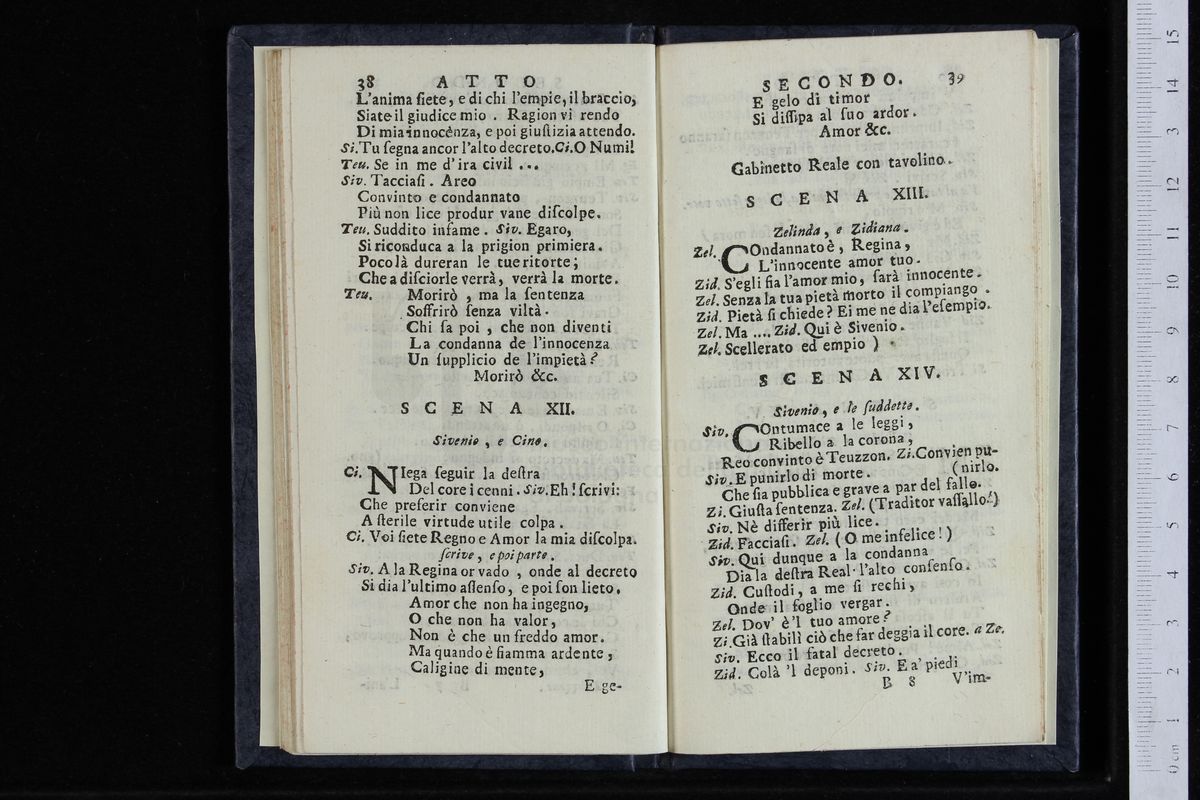 38 ATTO
L'anima ſiete, e di chi l'empie, il braccio,
Siate il giudice mio . Ragion vi rendo
Di mia innocènza, e poi giuſtizia attendo.
Si. Tu ſegna ancor l'alto decreto. Ci. O Numi!
Teu. Se in me d'ira civil ...
Siv. Tacciaſi . Areo
Convinto e condannato
Più non lice produr vane diſcolpe.
Teu. Suddito infame . Siv. Egaro,
Si riconduca a la prigion primiera.
Poco là dureran le tue ritorte;
Che a diſciorle verrà, verrà la morte.
Teu. Morirò , ma la ſentenza
Soffrirò ſenza viltà.
Chi ſa poi , che non diventi
La condanna de l'innocenza
Un ſupplicio de l'impietà?
Morirò &c.
SCENA XII.
Sivenio , e Cino.
Ci. NIega ſeguir la deſtra
Del core i cenni. Siv. Eh! ſcrivi:
Che preferir conviene
A ſterile virtude utile colpa.
Ci. Voi ſiete Regno e Amor la mia diſcolpa.
ſcrive, e poi parte.
Siv. A la Regina or vado , onde al decreto
Si dia l'ultimo aſſenſo, e poi ſon lieto.
Amor che non ha ingegno,
O che non ha valor,
Non è che un freddo amor.
Ma quando è fiamma ardente,
Caligine di mente,
E ge-
SECONDO. 39
E gelo di timor
Si diſſipa al ſuo ardor.
Amor &c.
Gabinetto Reale con tavolino.
SCENA XIII.
Zelinda, e Zidiana.
Zel. COndannato è, Regina,
L'innocente amor tuo.
Zid. S'egli ſia l'amor mio, ſarà innocente.
Zel. Senza la tua pietà morto il compiango .
Zid. Pietà ſi chiede? Ei me ne dia l'eſempio.
Zel. Ma .... Zid. Qui è Sivenio.
Zel. Scellerato ed empio )
SCENA XIV.
Sivenio, e le ſuddette.
Siv. COntumace a le leggi,
Ribello a la corona,
Reo convinto è Teuzzon. Zi. Convien pu-
Siv. E punirlo di morte. (nirlo.
Che ſia pubblica e grave a par del fallo.
Zi. Giuſta ſentenza. Zel. (Traditor vaſſallo!)
Siv. Nè differir più lice.
Zid. Facciaſi. Zel. (O me infelice!)
Siv. Qui dunque a la condanna
Dia la deſtra Real l'alto conſenſo.
Zid. Cuſtodi, a me ſi rechi,
Onde il foglio vergar.
Zel. Dov' è 'l tuo amore?
Zi. Già ſtabilì ciò che far deggia il core. a Ze.
Siv. Ecco il fatal decreto.
Zid. Colà 'l deponi. Siv. E a' piedi
B 8 V'im-